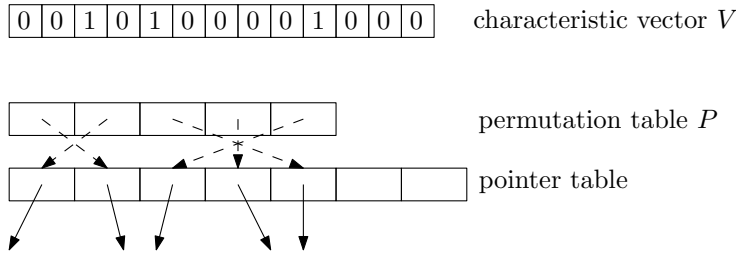 0 0 1 0 1 0 0 0 0 1 0 0 0 characteristic vector V
permutation table P
pointer table